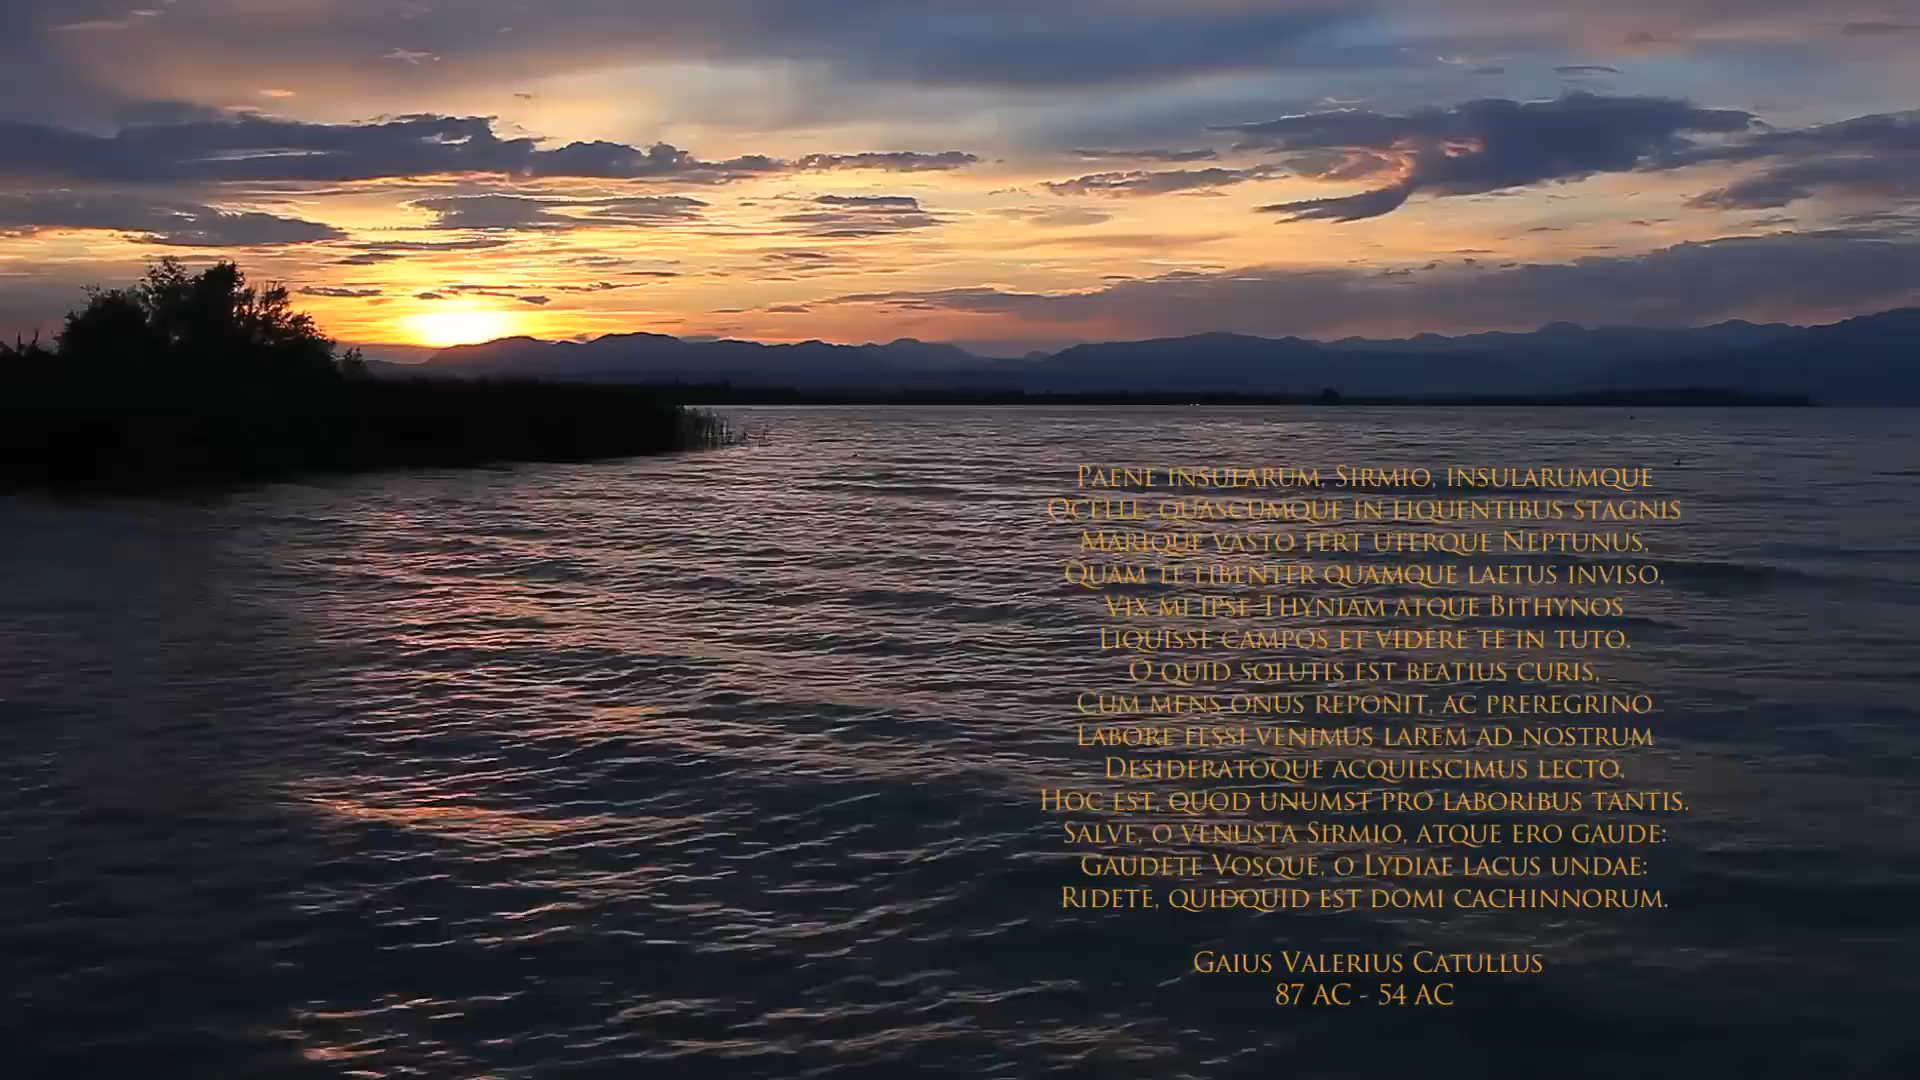 Paene insularum, Sirmio, insularumque
Ocelle, quascumque in liquentibus stagnis
Marique vasto fert uterque Neptunus,
Quam te libenter quamque laetus inviso,
Vix mi ipse Thyniam atque Bithynos
Liquisse campos et videre te in tuto.
O quid solutis est beatius curis,
Cum mens onus reponit, ac preregrino
Labore fessi venimus larem ad nostrum
Desideratoque acquiescimus lecto.
Hoc est, quod unumst pro laboribus tantis.
Salve, o venusta Sirmio, atque ero gaude:
Gaudete Vosque, o Lydiae lacus undae:
Ridete, quidquid est domi cachinnorum.
Gaius Valerius Catullus
87 AC - 54 AC